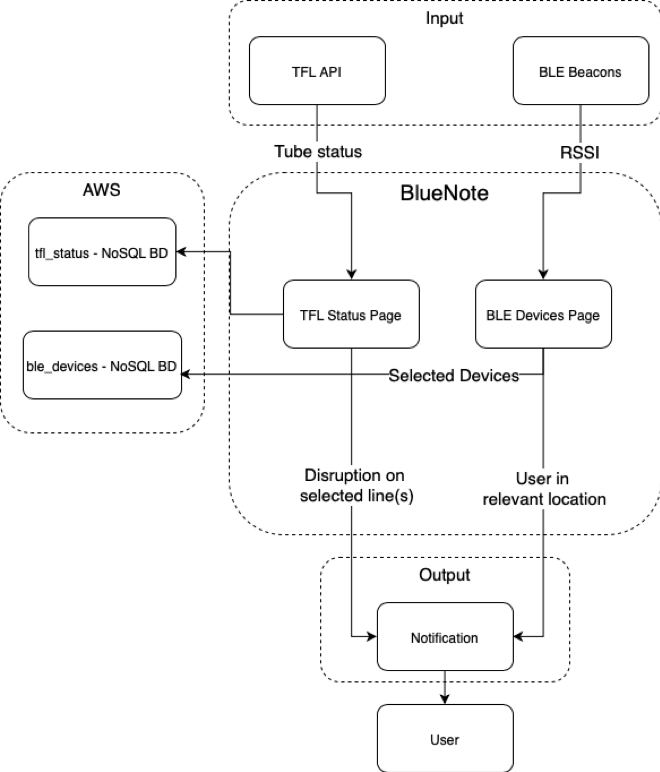 Input
TFL API
BLE Beacons
Tube status
RSSI
AWS
BlueNote
tfl_status - NoSQL BD
TFL Status Page
BLE Devices Page
ble_devices - NoSQL BD
Selected Devices
Disruption on
selected line(s)
User in
relevant location
Output
Notification
User